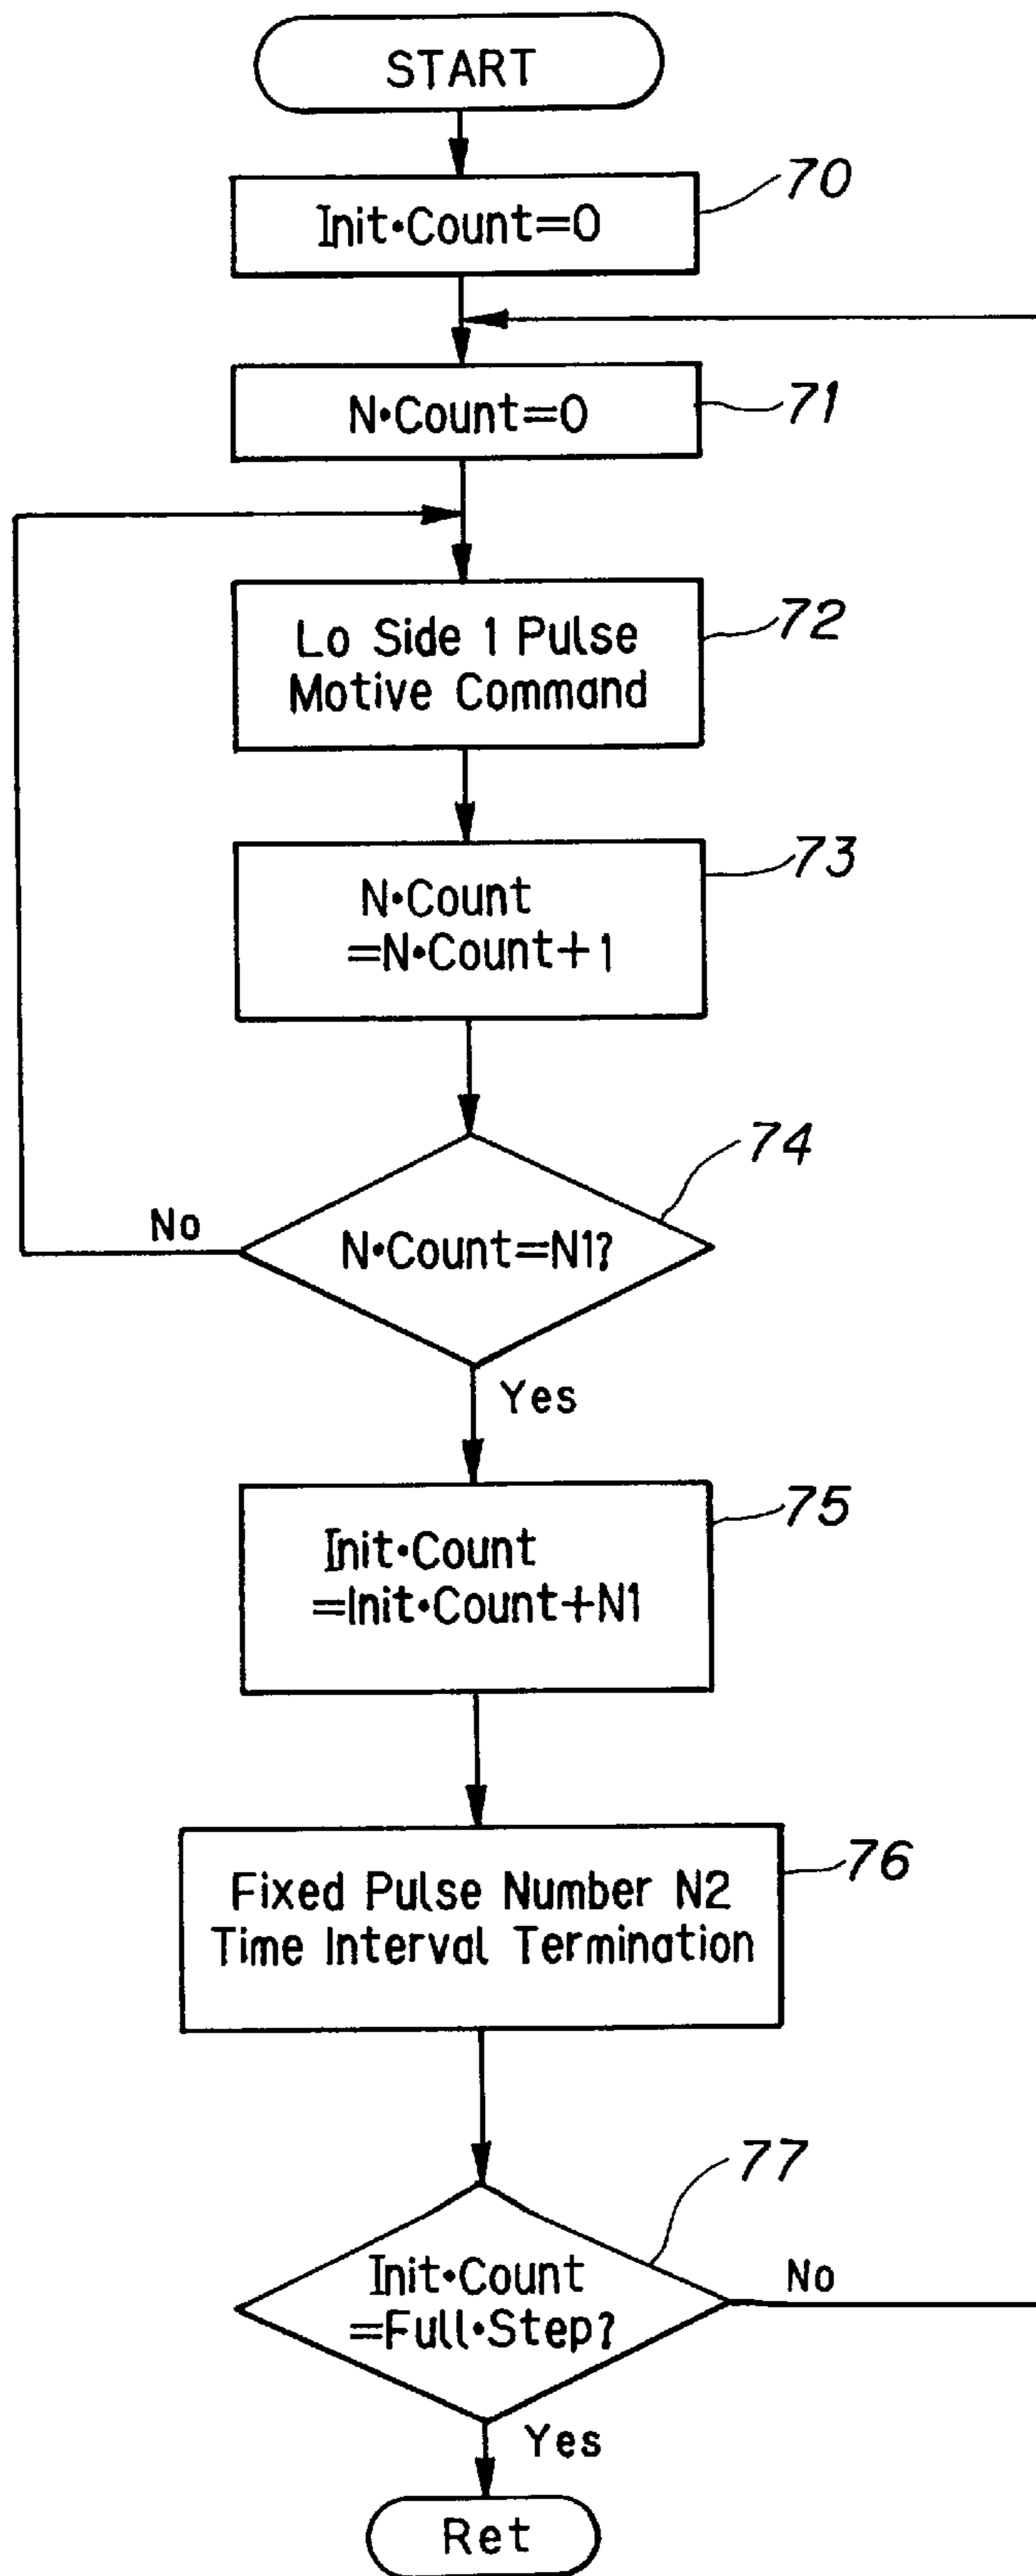 START
70
Init·Count=0
71
N·Count=0
72
Lo Side 1 Pulse
Motive Command
73
N·Count
=N·Count+1
74
N·Count=N1?
No
Yes
75
Init·Count
=Init·Count+N1
76
Fixed Pulse Number N2
Time Interval Termination
77
Init·Count
=Full·Step?
No
Yes
Ret